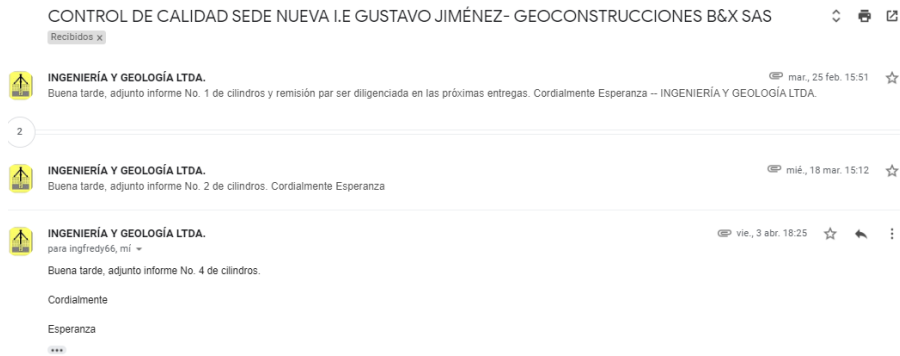 CONTROL DE CALIDAD SEDE NUEVA I.E GUSTAVO JIMÉNEZ- GEOCONSTRUCCIONES B&X SAS
Recibidos x
INGENIERÍA Y GEOLOGÍA LTDA. mar., 25 feb. 15:51
Buena tarde, adjunto informe No. 1 de cilindros y remisión par ser diligenciada en las próximas entregas. Cordialmente Esperanza -- INGENIERÍA Y GEOLOGÍA LTDA.
2
INGENIERÍA Y GEOLOGÍA LTDA. mié., 18 mar. 15:12
Buena tarde, adjunto informe No. 2 de cilindros. Cordialmente Esperanza
INGENIERÍA Y GEOLOGÍA LTDA. vie., 3 abr. 18:25
para ingfredy66, mí
Buena tarde, adjunto informe No. 4 de cilindros.
Cordialmente
Esperanza